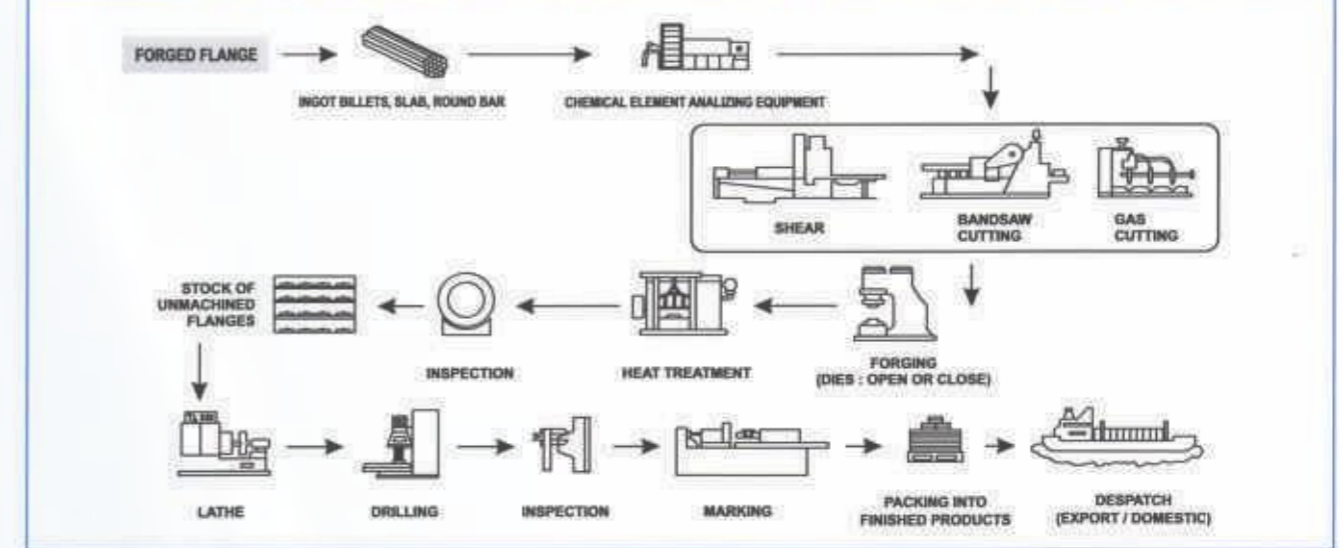 FORGED FLANGE
INGOT BILLETS, SLAB, ROUND BAR
CHEMICAL ELEMENT ANALIZING EQUIPMENT
SHEAR
BANDSAW
CUTTING
GAS
CUTTING
STOCK OF
UNMACHINED
FLANGES
INSPECTION
HEAT TREATMENT
FORGING
(DIES : OPEN OR CLOSE)
LATHE
DRILLING
INSPECTION
MARKING
PACKING INTO
FINISHED PRODUCTS
DESPATCH
(EXPORT / DOMESTIC)